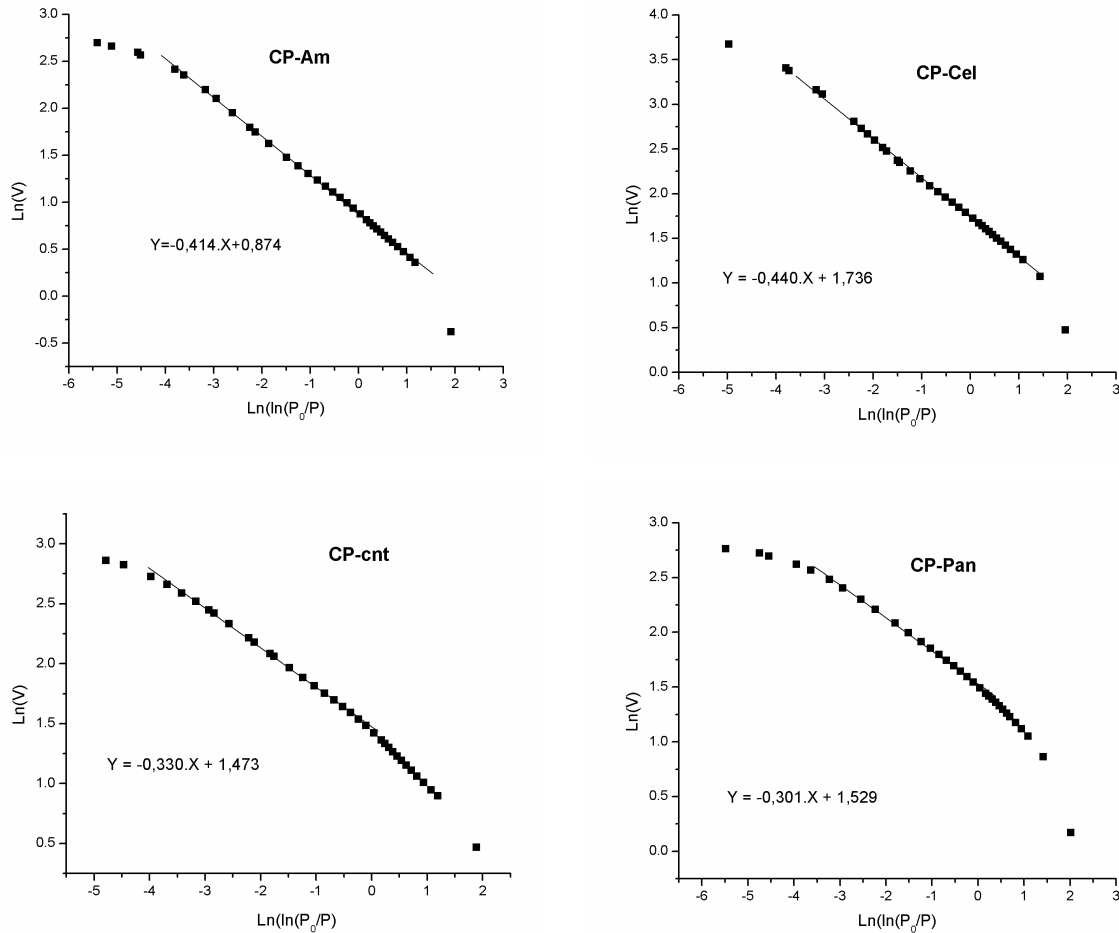 CP-Am
3.0
2.5
2.0
1.5
1.0
0.5
0.0
-0.5
Ln(V)
Y=-0,414.X+0,874
-6 -5 -4 -3 -2 -1 0 1 2 3
Ln(ln(P₀/P)
CP-Cel
4.0
3.5
3.0
2.5
2.0
1.5
1.0
0.5
0.0
Ln(V)
Y = -0,440.X + 1,736
-6 -5 -4 -3 -2 -1 0 1 2 3
Ln(ln(P₀/P)
CP-cnt
3.0
2.5
2.0
1.5
1.0
0.5
Ln(V)
Y = -0,330.X + 1,473
-5 -4 -3 -2 -1 0 1 2
Ln(ln(P₀/P)
CP-Pan
3.0
2.5
2.0
1.5
1.0
0.5
0.0
Ln(V)
Y = -0,301.X + 1,529
-6 -5 -4 -3 -2 -1 0 1 2 3
Ln(ln(P₀/P)